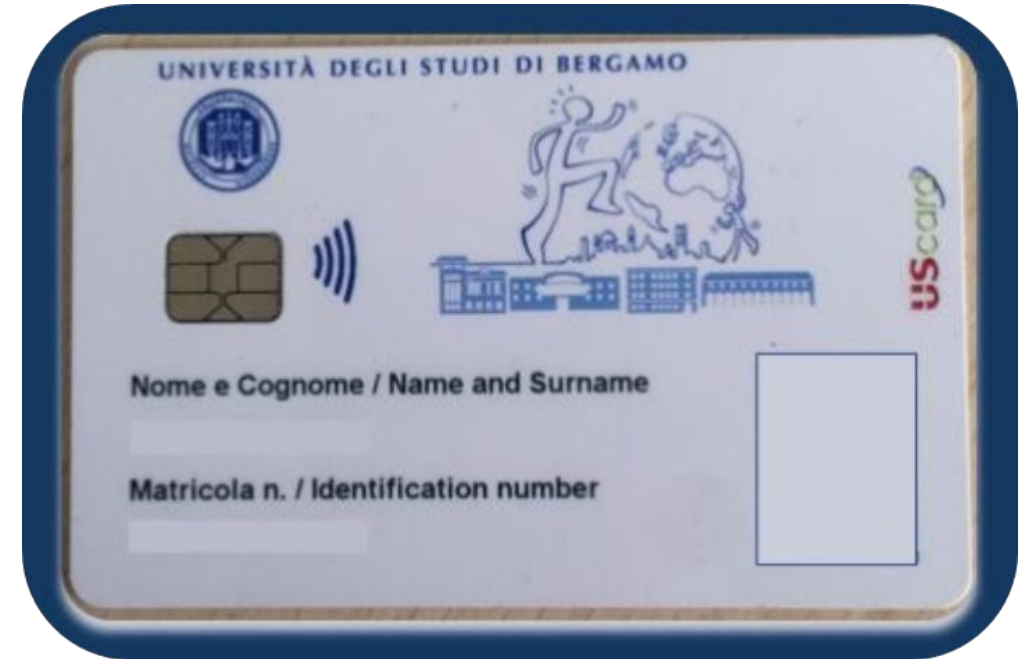 UNIVERSITÀ DEGLI STUDI DI BERGAMO
UScard
Nome e Cognome / Name and Surname
Matricola n. / Identification number